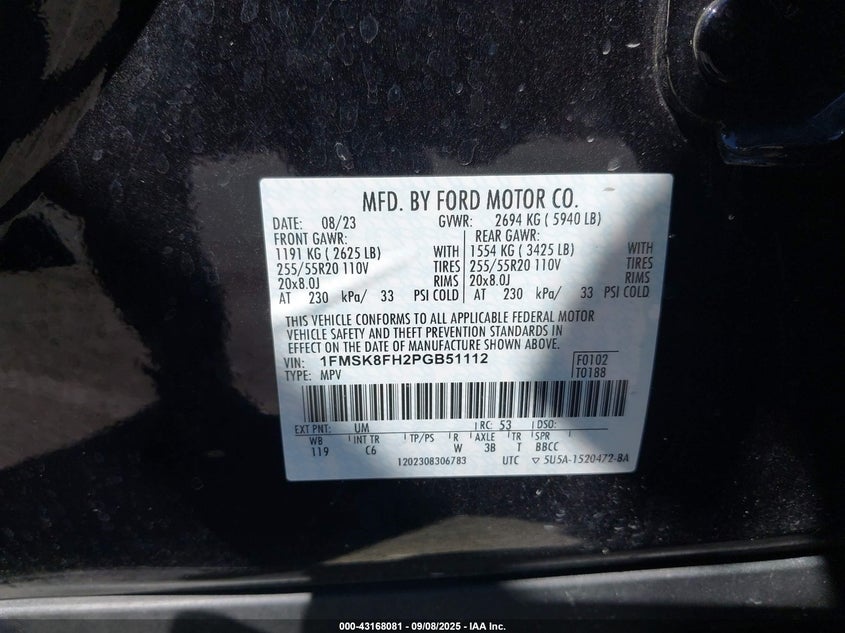 MFD. BY FORD MOTOR CO.
DATE: 08/23 GVWR: 2694 KG ( 5940 LB)
FRONT GAWR: REAR GAWR:
1191 KG ( 2625 LB) WITH 1554 KG ( 3425 LB) WITH
255/55R20 110V TIRES 255/55R20 110V TIRES
20x8.0J RIMS 20x8.0J RIMS
AT 230 kPa/ 33 PSI COLD AT 230 kPa/ 33 PSI COLD
THIS VEHICLE CONFORMS TO ALL APPLICABLE FEDERAL MOTOR
VEHICLE SAFETY AND THEFT PREVENTION STANDARDS IN
EFFECT ON THE DATE OF MANUFACTURE SHOWN ABOVE.
VIN: 1FMSK8FH2PGB51112 F0102
TYPE: MPV T0188
EXT PNT: UM RC: 53 DSO:
WB INT TR TP/PS R AXLE TR SPR
119 C6 W 3B T BBCC
1202308306783 UTC ▽ 5U5A-1520472-BA
000-43168081 - 09/08/2025 - IAA Inc.